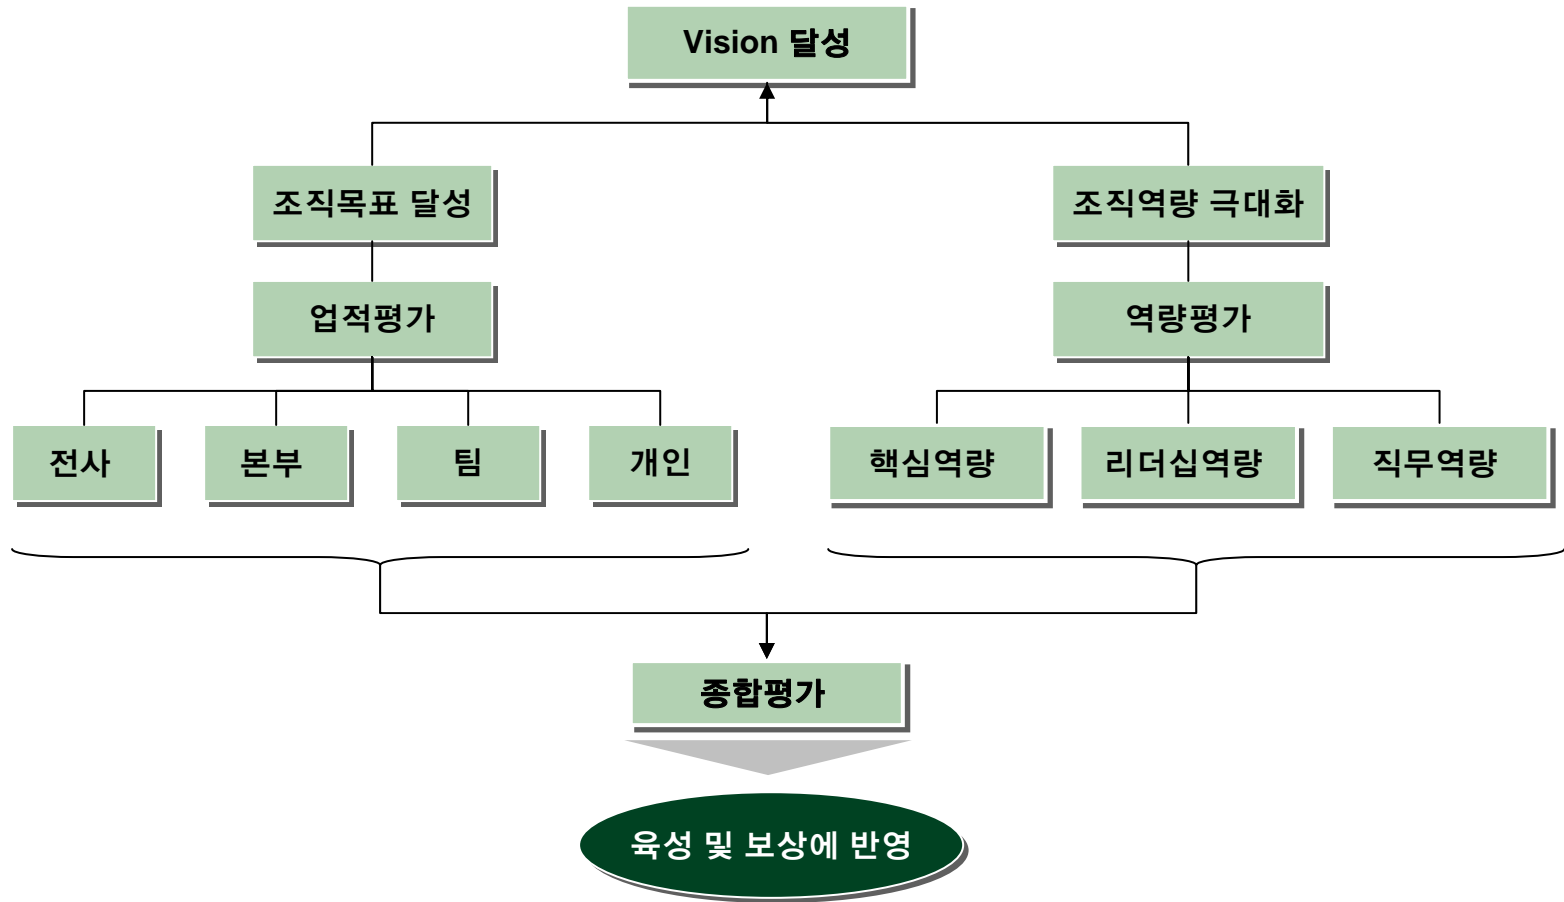 Vision 달성
조직목표 달성
조직역량 극대화
업적평가
역량평가
전사
본부
팀
개인
핵심역량
리더십역량
직무역량
종합평가
육성 및 보상에 반영